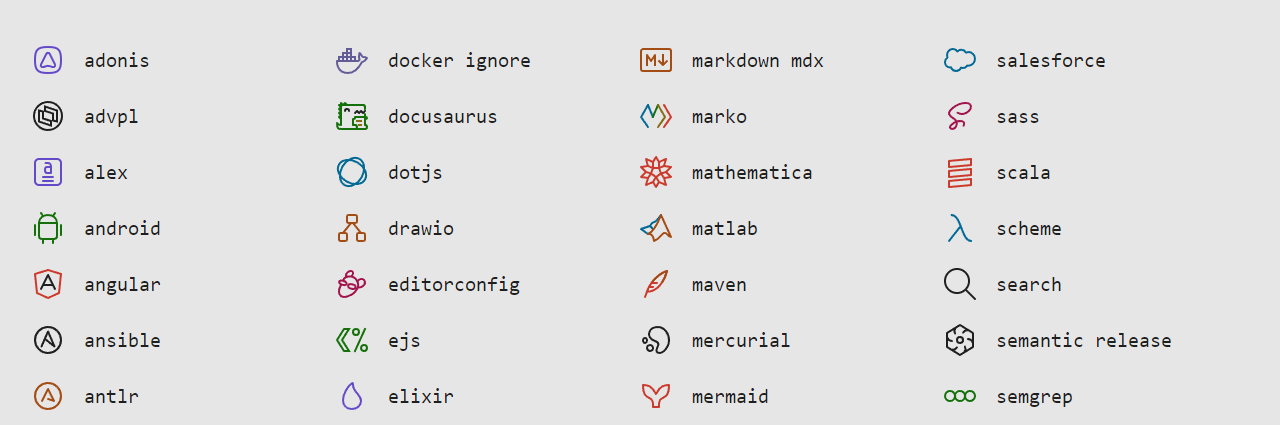 adonis
advpl
alex
android
angular
ansible
antlr
docker ignore
docusaurus
dotjs
drawio
editorconfig
ejs
elixir
markdown mdx
marko
mathematica
matlab
maven
mercurial
mermaid
salesforce
sass
scala
scheme
search
semantic release
semgrep